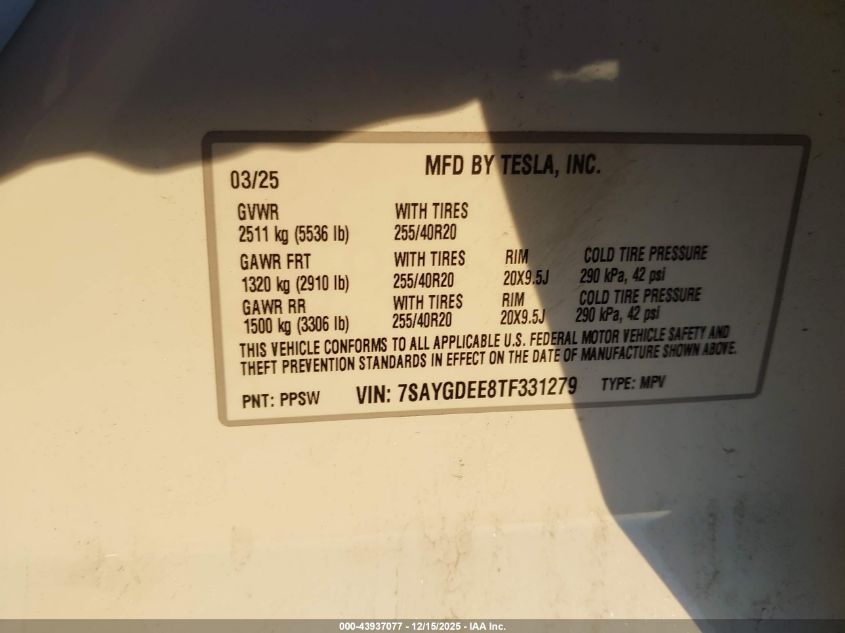 MFD BY TESLA, INC.
03/25
GVWR WITH TIRES
2511 kg (5536 lb) 255/40R20
GAWR FRT WITH TIRES RIM COLD TIRE PRESSURE
1320 kg (2910 lb) 255/40R20 20X9.5J 290 kPa, 42 psi
GAWR RR WITH TIRES RIM COLD TIRE PRESSURE
1500 kg (3306 lb) 255/40R20 20X9.5J 290 kPa, 42 psi
THIS VEHICLE CONFORMS TO ALL APPLICABLE U.S. FEDERAL MOTOR VEHICLE SAFETY AND
THEFT PREVENTION STANDARDS IN EFFECT ON THE DATE OF MANUFACTURE SHOWN ABOVE.
PNT: PPSW VIN: 7SAYGDEE8TF331279 TYPE: MPV
000-43937077 - 12/15/2025 - IAA Inc.